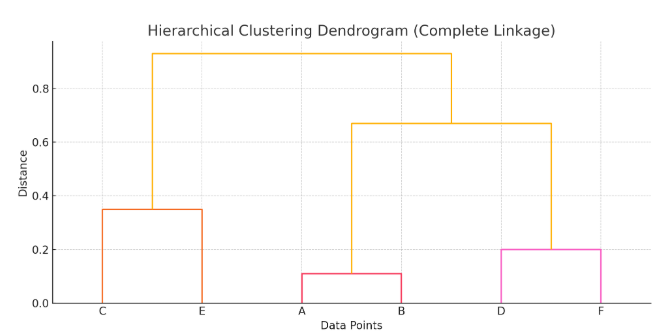 Hierarchical Clustering Dendrogram (Complete Linkage)
Distance
0.8
0.6
0.4
0.2
0.0
C E A B D F
Data Points